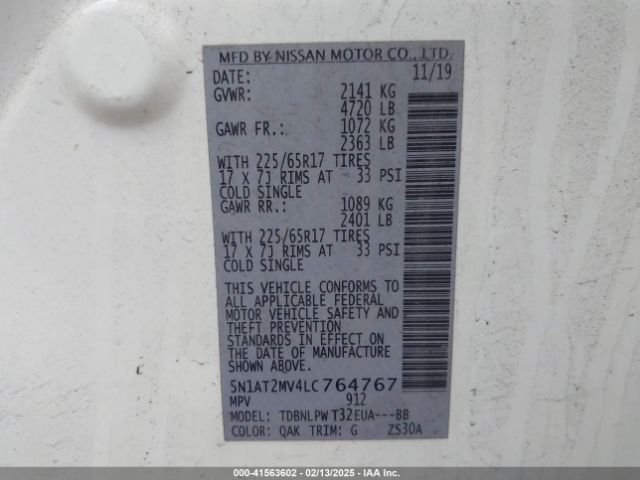 MFD BY NISSAN MOTOR CO., LTD.
DATE: 11/19
GVWR: 2141 KG
4720 LB
GAWR FR.: 1072 KG
2363 LB
WITH 225/65R17 TIRES
17 X 7J RIMS AT 33 PSI
COLD SINGLE
GAWR RR.: 1089 KG
2401 LB
WITH 225/65R17 TIRES
17 X 7J RIMS AT 33 PSI
COLD SINGLE
THIS VEHICLE CONFORMS TO
ALL APPLICABLE FEDERAL
MOTOR VEHICLE SAFETY AND
THEFT PREVENTION
STANDARDS IN EFFECT ON
THE DATE OF MANUFACTURE
SHOWN ABOVE.
5N1AT2MV4LC764767
MPV 912
MODEL: TDBNLPW T32EUA---BB
COLOR: QAK TRIM: G ZS30A
000-41563602 - 02/13/2025 - IAA Inc.